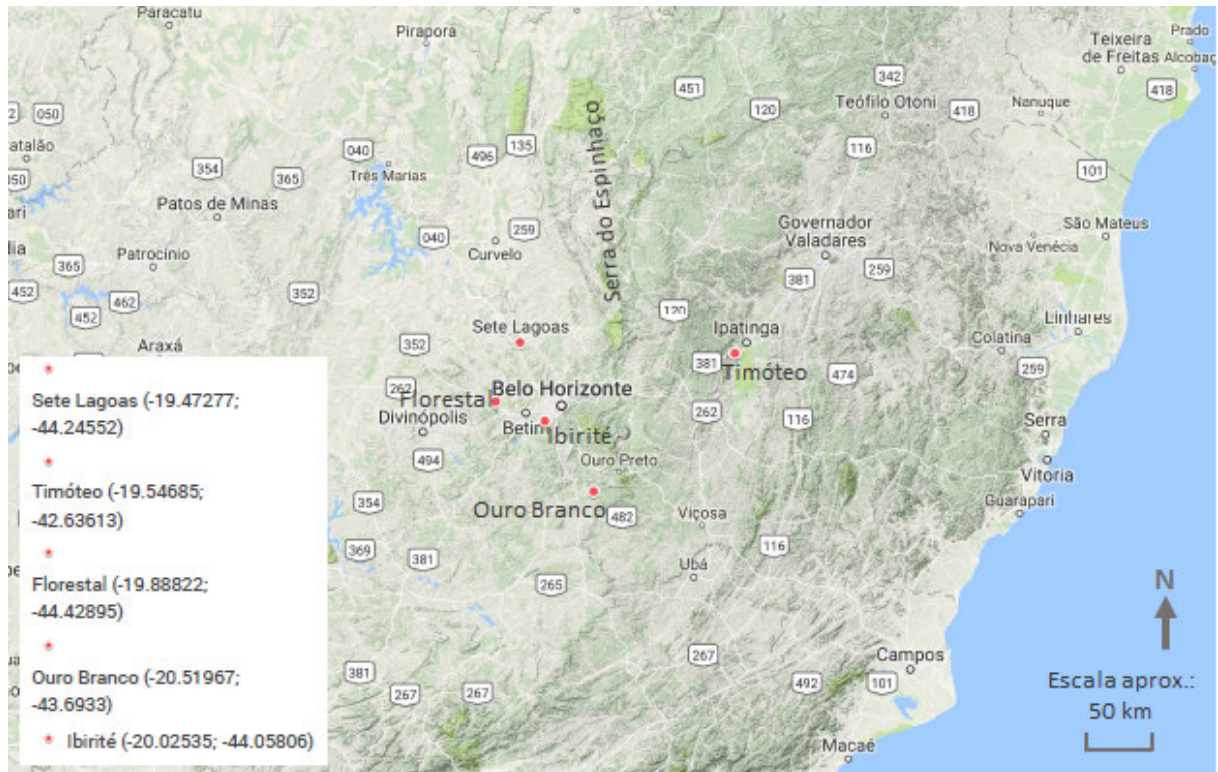 Paracatu
Pirapora
Prado
Teixeira
de Freitas
Alcobaç
050
451
342
120
Teófilo Otoni
418
Nanuque
418
atalão
050
354
365
040
496
135
116
101
Três Marias
Patos de Minas
Serra do Espinhaço
259
040
Curvelo
Governador
Valadares
São Mateus
Nova Venécia
Patrocínio
365
452
462
352
452
381
259
120
Sete Lagoas
Ipatinga
Linhares
Colatina
Araxá
352
381
Timóteo
474
259
262
Florestal
Belo Horizonte
Divinópolis
Betim
Ibirité
262
116
Serra
494
Ouro Preto
Vitoria
Guarapari
354
Ouro Branco
482
Viçosa
369
381
116
265
Ubá
267
381
267
267
492
Campos
101
Macaé
Sete Lagoas (-19.47277;
-44.24552)
Timóteo (-19.54685;
-42.63613)
Florestal (-19.88822;
-44.42895)
Ouro Branco (-20.51967;
-43.6933)
Ibirité (-20.02535; -44.05806)
N
Escala aprox.:
50 km